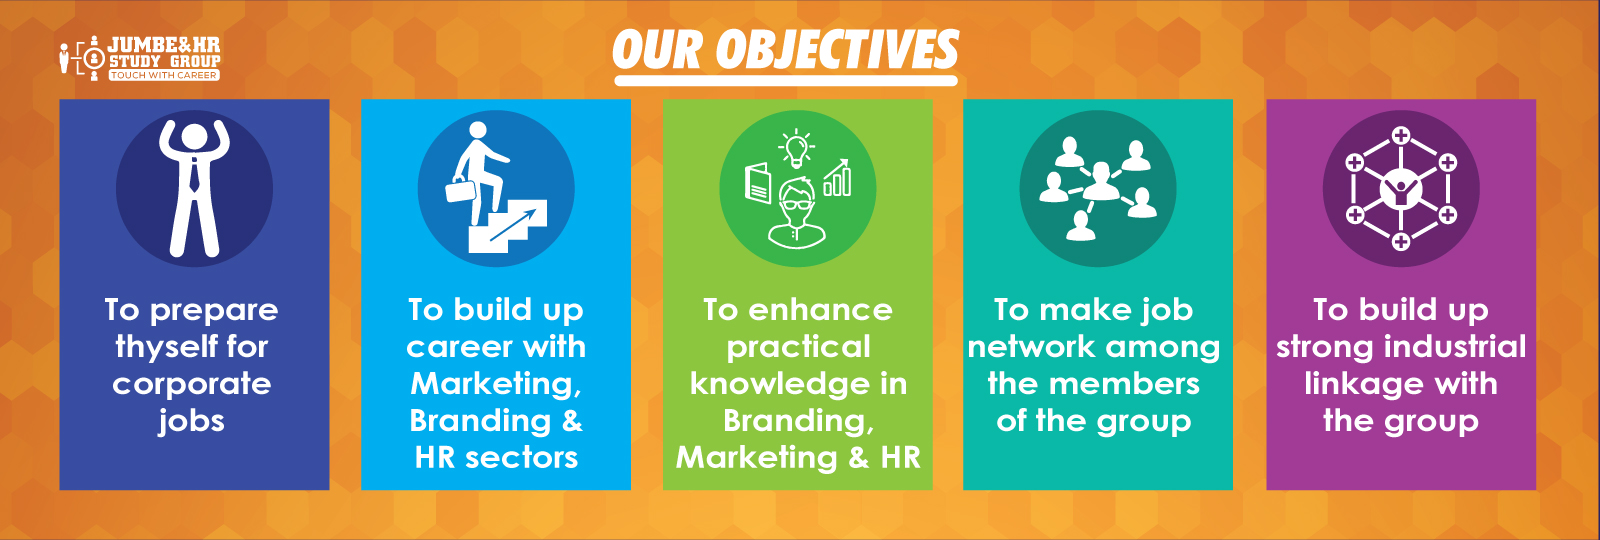 JUMBE&HR
STUDY GROUP
TOUCH WITH CAREER
OUR OBJECTIVES
To prepare
thyself for
corporate
jobs
To build up
career with
Marketing,
Branding &
HR sectors
To enhance
practical
knowledge in
Branding,
Marketing & HR
To make job
network among
the members
of the group
To build up
strong industrial
linkage with
the group